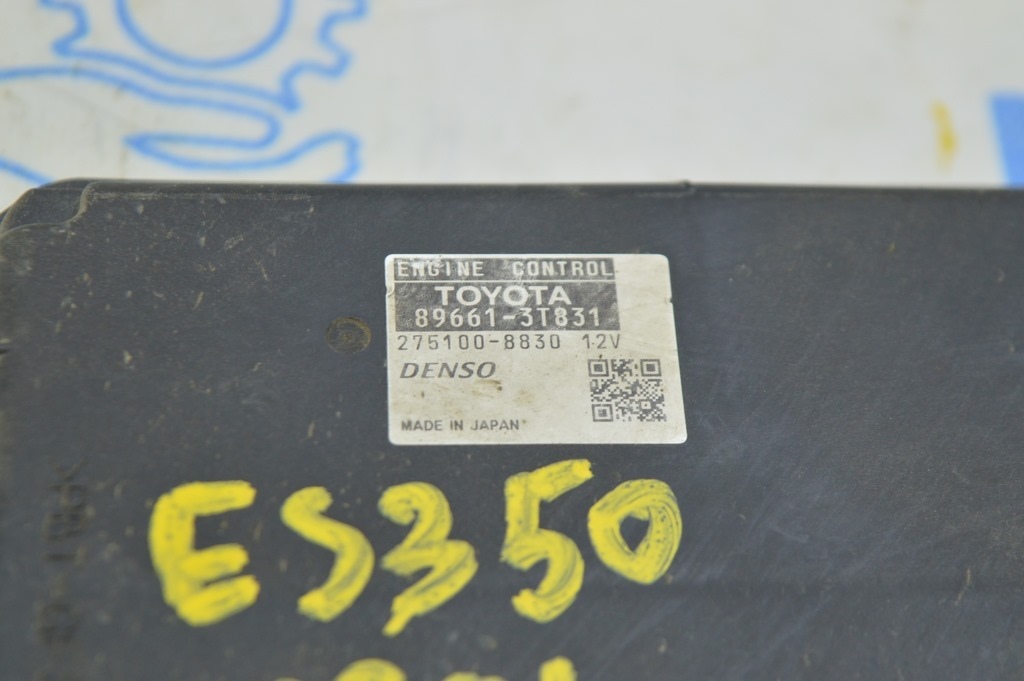 ENGINE CONTROL
TOYOTA
89661-3T831
275100-8830 12V
DENSO
MADE IN JAPAN
ES350